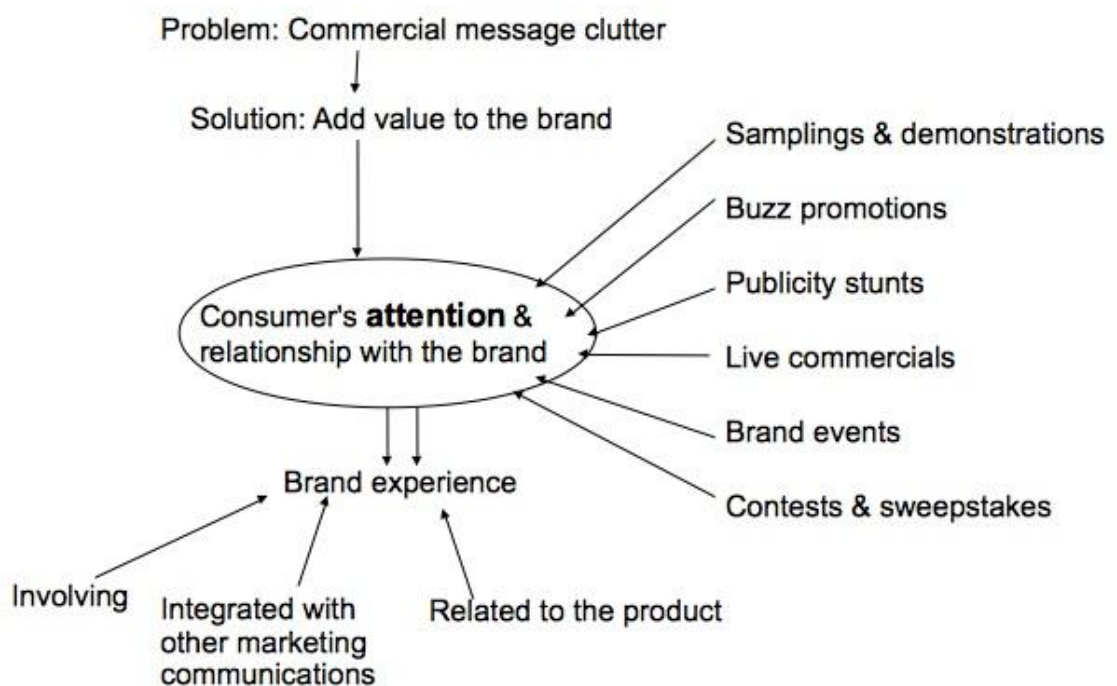 Problem: Commercial message clutter
Solution: Add value to the brand
Samplings & demonstrations
Buzz promotions
Publicity stunts
Consumer's attention &
relationship with the brand
Live commercials
Brand events
Brand experience
Contests & sweepstakes
Involving
Integrated with
other marketing
communications
Related to the product